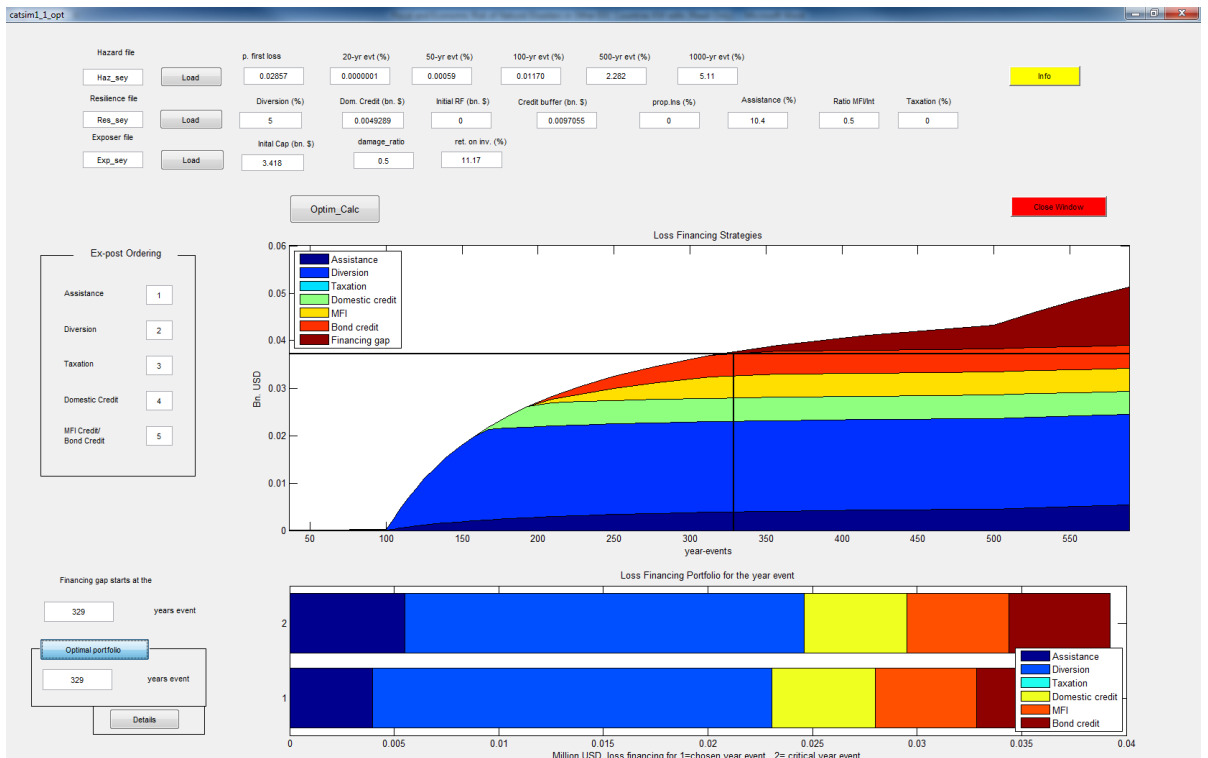 catsim1_1_opt
Hazard file
p. first loss
20-yr evt (%)
50-yr evt (%)
100-yr evt (%)
500-yr evt (%)
1000-yr evt (%)
Haz_sey
Load
0.02857
0.0000001
0.00059
0.01170
2.282
5.11
Info
Resilience file
Diversion (%)
Dom. Credit (bn. $)
Initial RF (bn. $)
Credit buffer (bn. $)
prop.Ins (%)
Assistance (%)
Ratio MFI/Int
Taxation (%)
Res_sey
Load
5
0.0049289
0
0.0097055
0
10.4
0.5
0
Exposer file
Inital Cap (bn. $)
damage_ratio
ret. on inv. (%)
Exp_sey
Load
3.418
0.5
11.17
Optim_Calc
Close Window
Ex-post Ordering
Assistance
1
Diversion
2
Taxation
3
Domestic Credit
4
MFI Credit/
Bond Credit
5
Loss Financing Strategies
Bn. USD
0.06
0.05
0.04
0.03
0.02
0.01
0
Assistance
Diversion
Taxation
Domestic credit
MFI
Bond credit
Financing gap
50
100
150
200
250
300
350
400
450
500
550
year-events
Financing gap starts at the
329
years event
Optimal portfolio
329
years event
Details
Loss Financing Portfolio for the year event
2
1
Assistance
Diversion
Taxation
Domestic credit
MFI
Bond credit
0
0.005
0.01
0.015
0.02
0.025
0.03
0.035
0.04
Million USD, loss financing for 1=chosen year event, 2= critical year event